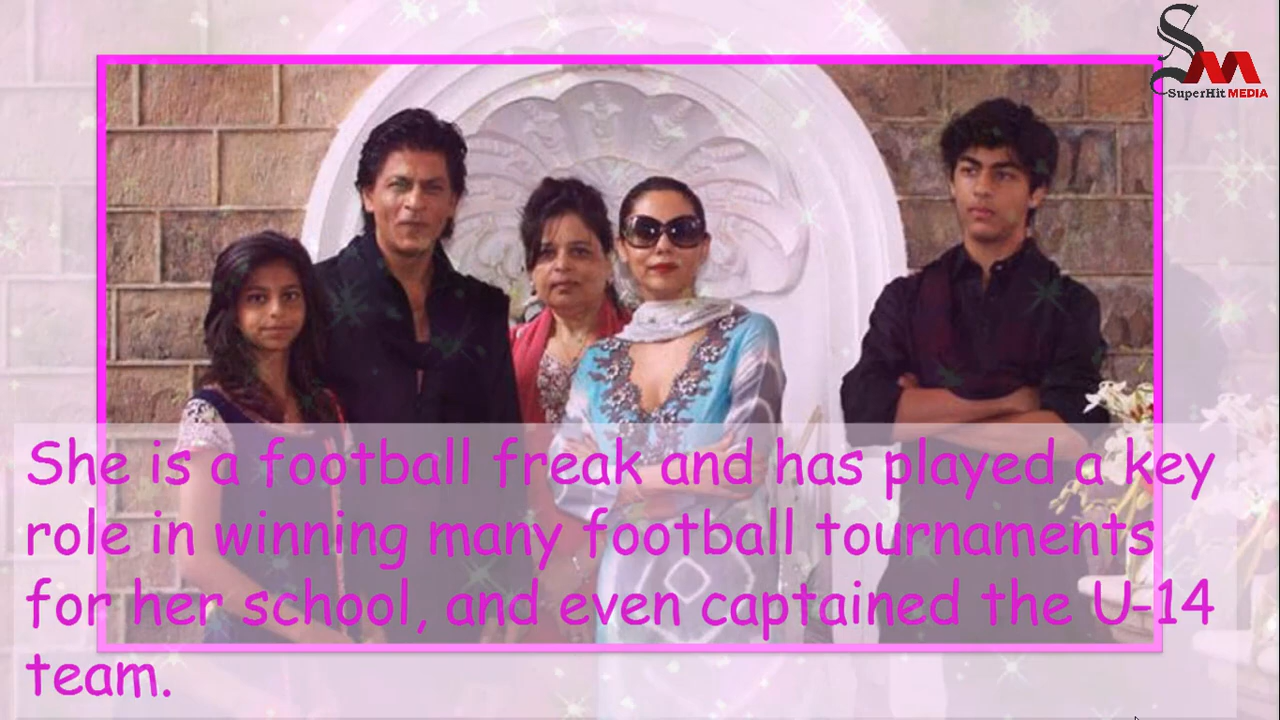 SM
SuperHit MEDIA
She is a football freak and has played a key
role in winning many football tournaments
for her school, and even captained the U-14
team.